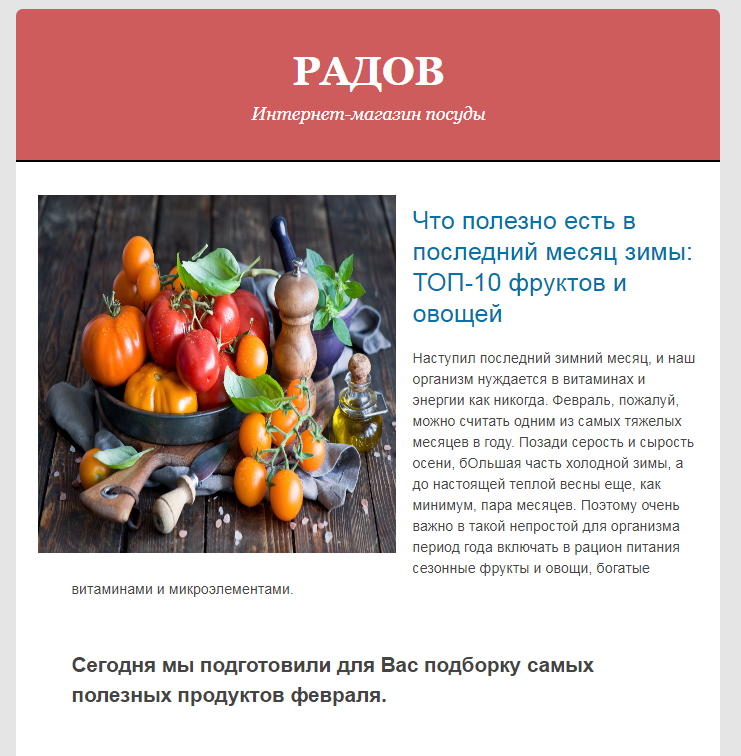 РАДОВ
Интернет-магазин посуды
Что полезно есть в
последний месяц зимы:
ТОП-10 фруктов и
овощей
Наступил последний зимний месяц, и наш
организм нуждается в витаминах и
энергии как никогда. Февраль, пожалуй,
можно считать одним из самых тяжелых
месяцев в году. Позади серость и сырость
осени, бОльшая часть холодной зимы, а
до настоящей теплой весны еще, как
минимум, пара месяцев. Поэтому очень
важно в такой непростой для организма
период года включать в рацион питания
сезонные фрукты и овощи, богатые
витаминами и микроэлементами.
Сегодня мы подготовили для Вас подборку самых
полезных продуктов февраля.